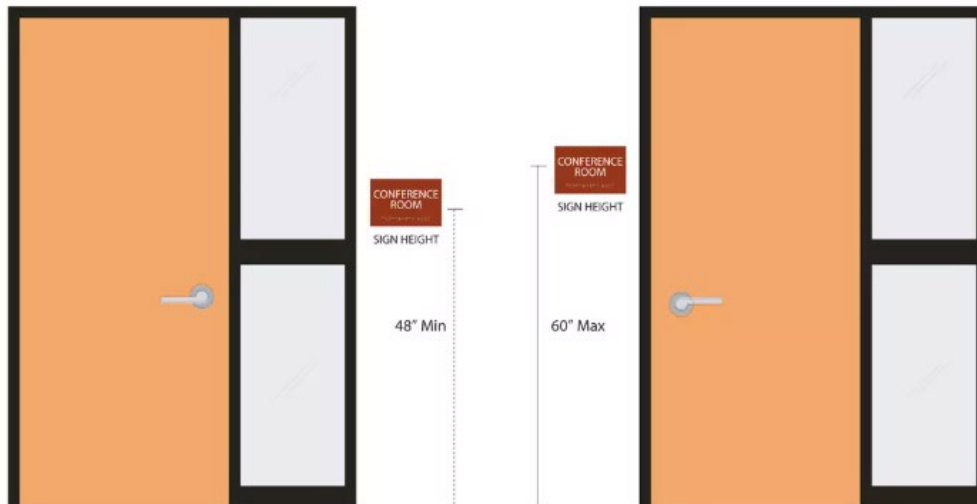 CONFERENCE
ROOM
SIGN HEIGHT
48” Min
CONFERENCE
ROOM
SIGN HEIGHT
60” Max